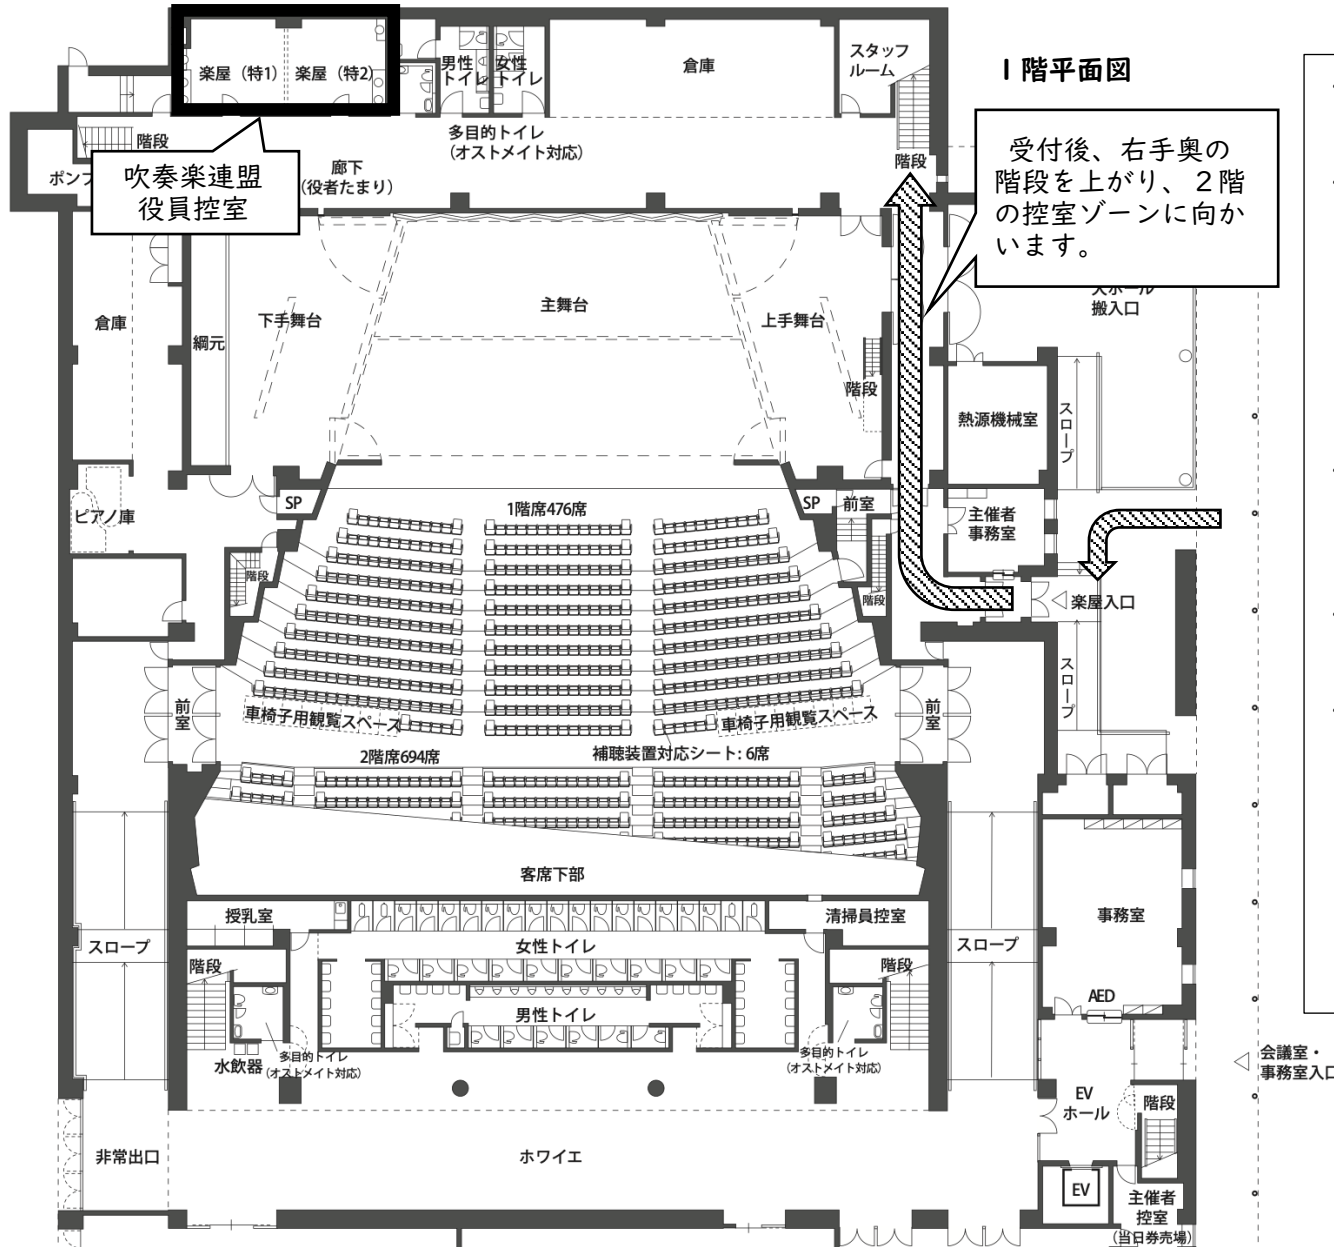 1階平面図
楽屋（特1）
楽屋（特2）
男性
トイレ
女性
トイレ
倉庫
スタッフ
ルーム
階段
多目的トイレ
(オストメイト対応)
階段
吹奏楽連盟
役員控室
廊下
(役者たまり)
受付後、右手奥の
階段を上がり、２階
の控室ゾーンに向か
います。
搬入口
倉庫
綱元
下手舞台
主舞台
上手舞台
階段
熱源機械室
スロープ
ピアノ庫
SP
1階席476席
SP
前室
主催者
事務室
階段
階段
楽屋入口
スロープ
前室
車椅子用観覧スペース
車椅子用観覧スペース
前室
2階席694席
補聴装置対応シート: 6席
客席下部
授乳室
清掃員控室
事務室
スロープ
女性トイレ
スロープ
階段
階段
男性トイレ
AED
水飲器
多目的トイレ
(オストメイト対応)
多目的トイレ
(オストメイト対応)
会議室・
事務室入口
EV
ホール
階段
非常出口
ホワイエ
EV
主催者
控室
(当日券売場)